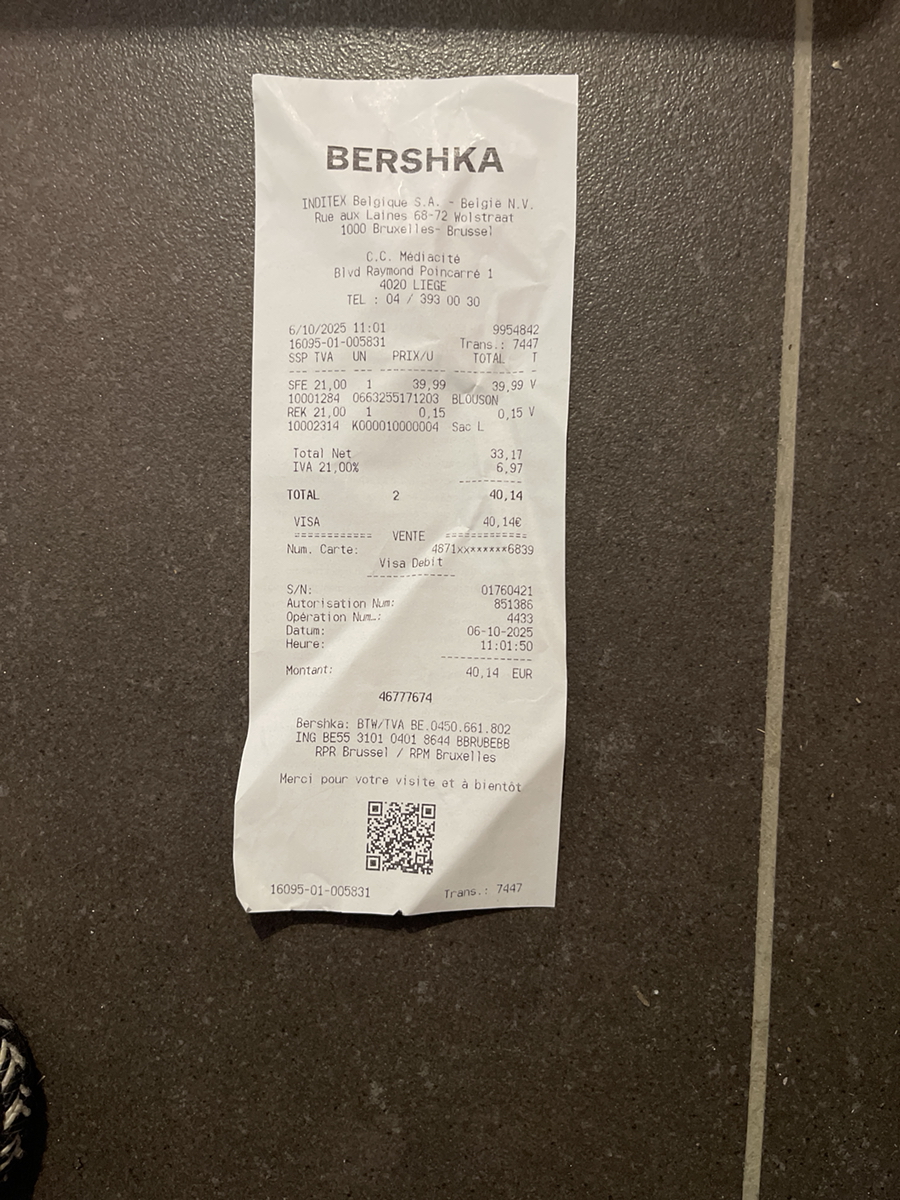 BERSHKA
INDITEX Belgique S.A. - België N.V.
Rue aux Laines 68-72 Wolstraat
1000 Bruxelles- Brussel
C.C. Médiacité
Blvd Raymond Poincarré 1
4020 LIEGE
TEL : 04 / 393 00 30
6/10/2025 11:01 9954842
16095-01-005831 Trans.: 7447
SSP TVA UN PRIX/U TOTAL T
SFE 21,00 1 39,99 39,99 V
10001284 0663255171203 BLOUSON
REK 21,00 1 0,15 0,15 V
10002314 K000010000004 Sac L
Total Net 33,17
IVA 21,00% 6,97
TOTAL 2 40,14
VISA 40,14€
============ VENTE ============
Num. Carte: 4871xx******6839
Visa Debit
S/N: 01760421
Autorisation Num: 851386
Opération Num.: 4433
Datum: 06-10-2025
Heure: 11:01:50
Montant: 40,14 EUR
46777674
Bershka: BTW/TVA BE.0450.661.802
ING BE55 3101 0401 8644 BBRUBEBB
RPR Brussel / RPM Bruxelles
Merci pour votre visite et à bientôt
16095-01-005831 Trans.: 7447